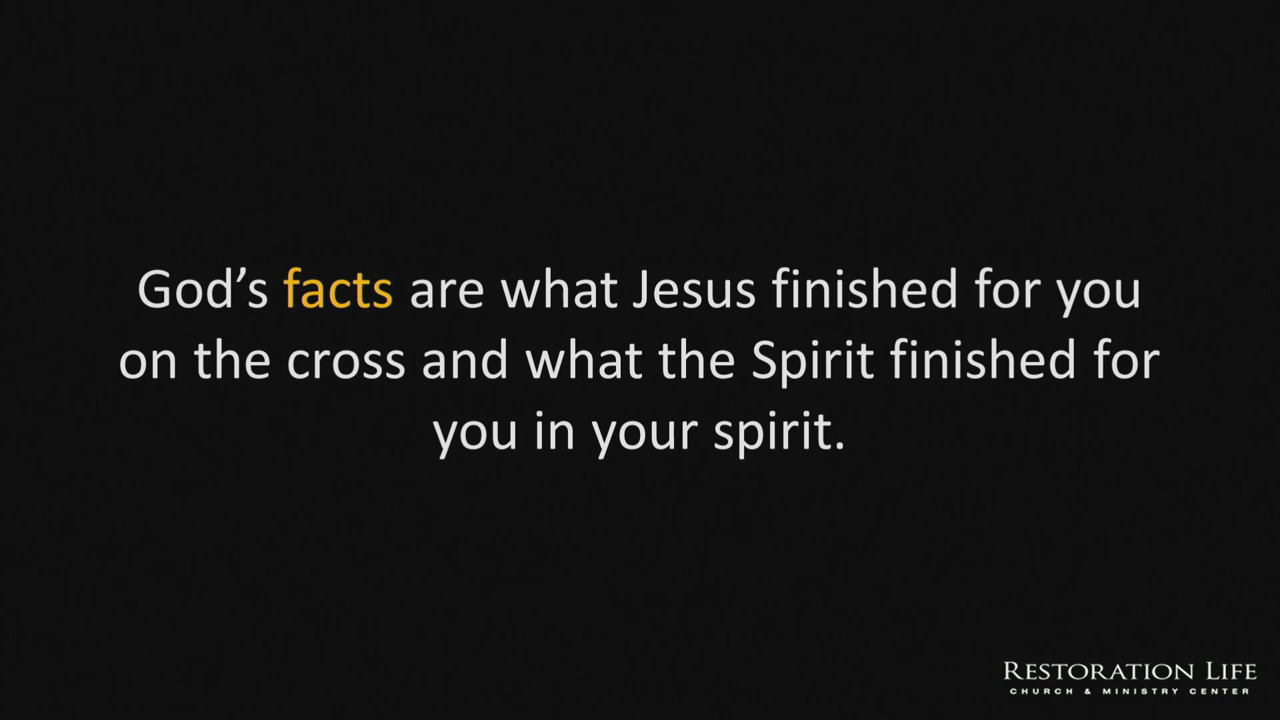 God’s facts are what Jesus finished for you
on the cross and what the Spirit finished for
you in your spirit.
RESTORATION LIFE
CHURCH & MINISTRY CENTER